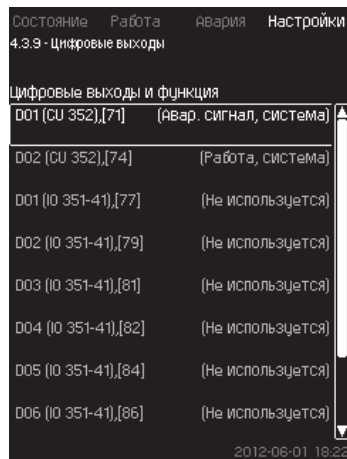 Состояние Работа Авария Настройки
4.3.9 - Цифровые выходы
Цифровые выходы и функция
DO1 (CU 352),[71] (Авар. сигнал, система)
DO2 (CU 352),[74] (Работа, система)
DO1 (IO 351-41),[77] (Не используется)
DO2 (IO 351-41),[79] (Не используется)
DO3 (IO 351-41),[81] (Не используется)
DO4 (IO 351-41),[82] (Не используется)
DO5 (IO 351-41),[84] (Не используется)
DO6 (IO 351-41),[86] (Не используется)
2012-06-01 18:22